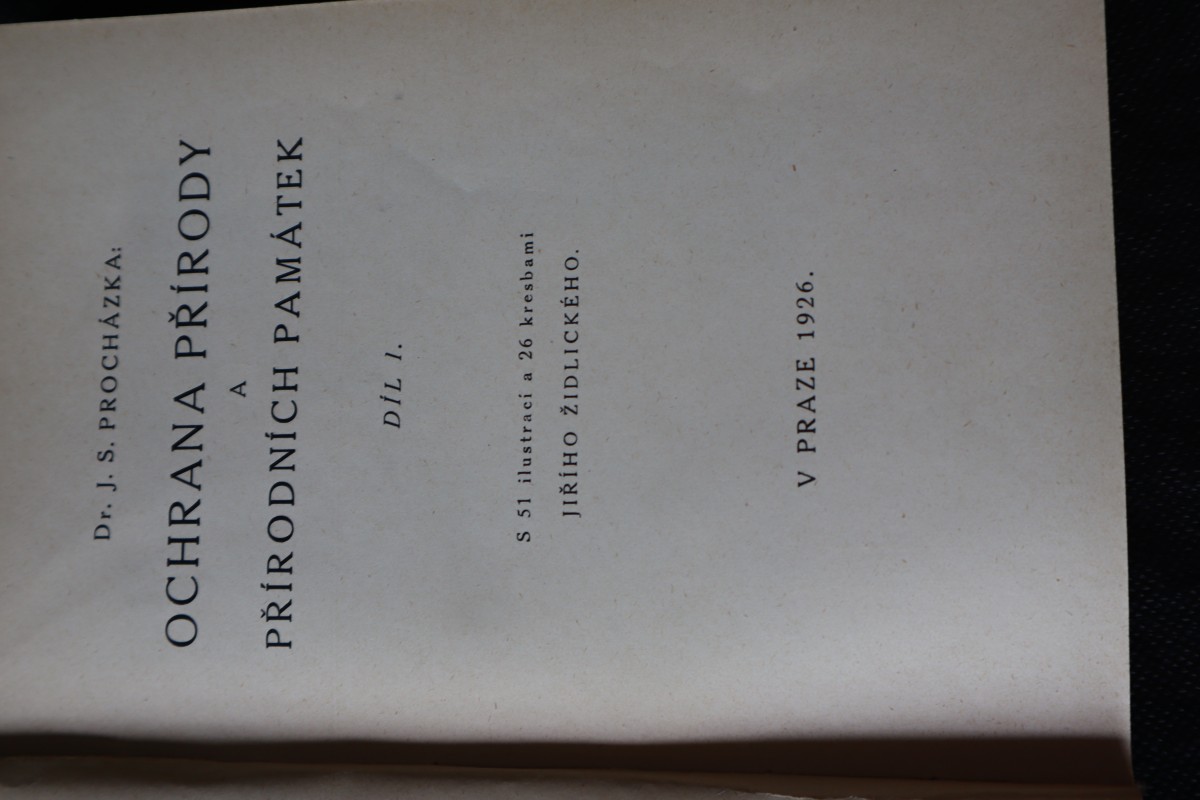 Dr. J. S. PROCHÁZKA:
OCHRANA PŘÍRODY
A
PŘÍRODNÍCH PAMÁTEK
DÍL I.
S 51 ilustrací a 26 kresbami
JIŘÍHO ŽIDLICKÉHO.
V PRAZE 1926.